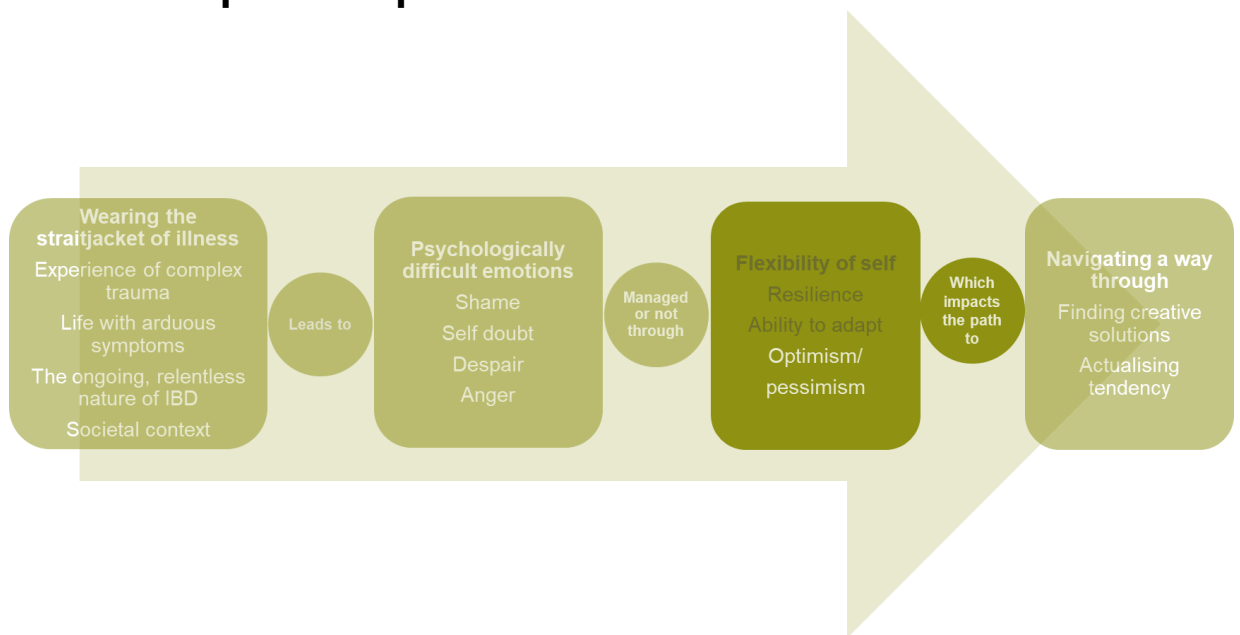 Wearing the
straitjacket of illness
Experience of complex
trauma
Life with arduous
symptoms
The ongoing, relentless
nature of IBD
Societal context
Leads to
Psychologically
difficult emotions
Shame
Self doubt
Despair
Anger
Managed
or not
through
Flexibility of self
Resilience
Ability to adapt
Optimism/
pessimism
Which
impacts
the path
to
Navigating a way
through
Finding creative
solutions
Actualising
tendency